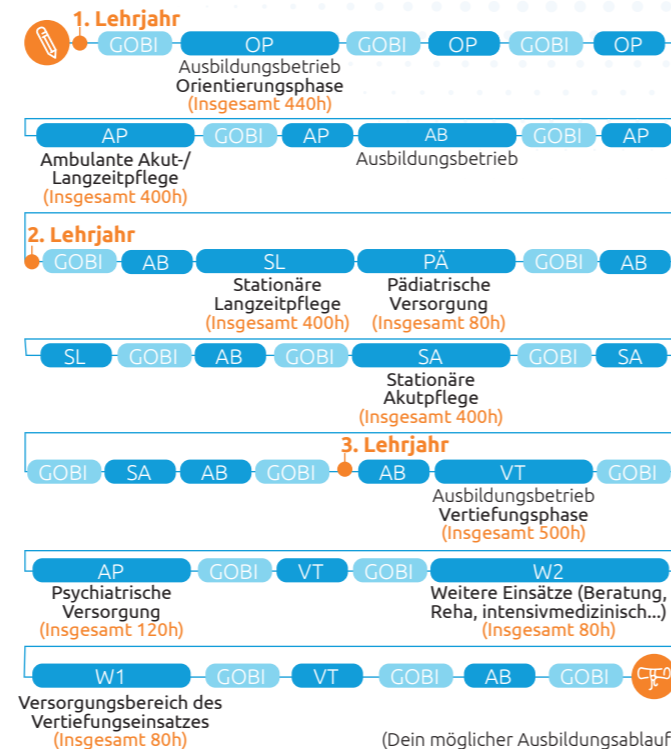 1. Lehrjahr
GOBI OP GOBI OP GOBI OP
Ausbildungsbetrieb
Orientierungsphase
(Insgesamt 440h)
AP GOBI AP AB GOBI AP
Ambulante Akut-/
Langzeitpflege
(Insgesamt 400h)
Ausbildungsbetrieb
2. Lehrjahr
GOBI AB SL PÄ GOBI AB
Stationäre
Langzeitpflege
(Insgesamt 400h)
Pädiatrische
Versorgung
(Insgesamt 80h)
SL GOBI AB GOBI SA GOBI SA
Stationäre
Akutpflege
(Insgesamt 400h)
3. Lehrjahr
GOBI SA AB GOBI AB VT GOBI
Ausbildungsbetrieb
Vertiefungsphase
(Insgesamt 500h)
AP GOBI VT GOBI W2
Psychiatrische
Versorgung
(Insgesamt 120h)
Weitere Einsätze (Beratung,
Reha, intensivmedizinisch...)
(Insgesamt 80h)
W1 GOBI VT GOBI AB GOBI
Versorgungsbereich des
Vertiefungseinsatzes
(Insgesamt 80h)
(Dein möglicher Ausbildungsablauf